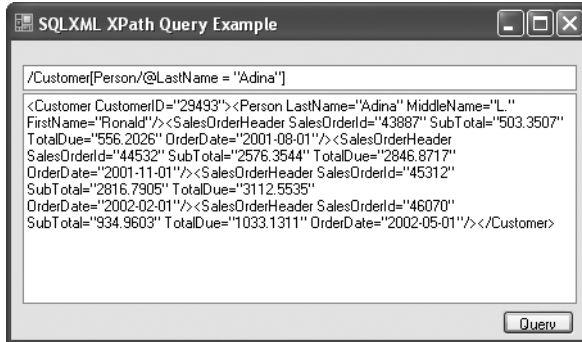 SQLXML XPath Query Example
/Customer[Person/@LastName = "Adina"]
<Customer CustomerID="29493"><Person LastName="Adina" MiddleName="L."
FirstName="Ronald"/><SalesOrderHeader SalesOrderId="43887" SubTotal="503.3507"
TotalDue="556.2026" OrderDate="2001-08-01"/><SalesOrderHeader
SalesOrderId="44532" SubTotal="2576.3544" TotalDue="2846.8717"
OrderDate="2001-11-01"/><SalesOrderHeader SalesOrderId="45312"
SubTotal="2816.7905" TotalDue="3112.5535"
OrderDate="2002-02-01"/><SalesOrderHeader SalesOrderId="46070"
SubTotal="934.9603" TotalDue="1033.1311" OrderDate="2002-05-01"/></Customer>
Query